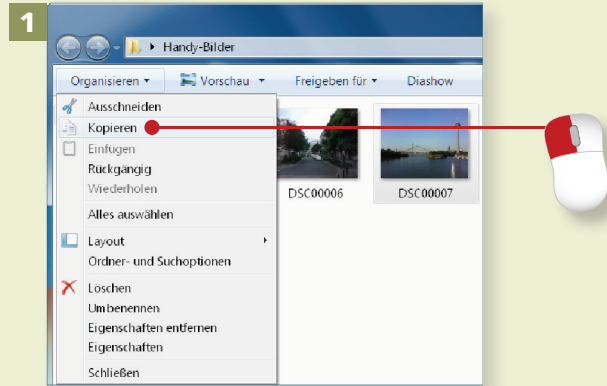 1
Handy-Bilder
Organisieren Vorschau Freigeben für Diashow
Ausschneiden
Kopieren
Einfügen
Rückgängig
Wiederholen
Alles auswählen
Layout
Ordner- und Suchoptionen
Löschen
Umbenennen
Eigenschaften entfernen
Eigenschaften
Schließen
DSC00006 DSC00007